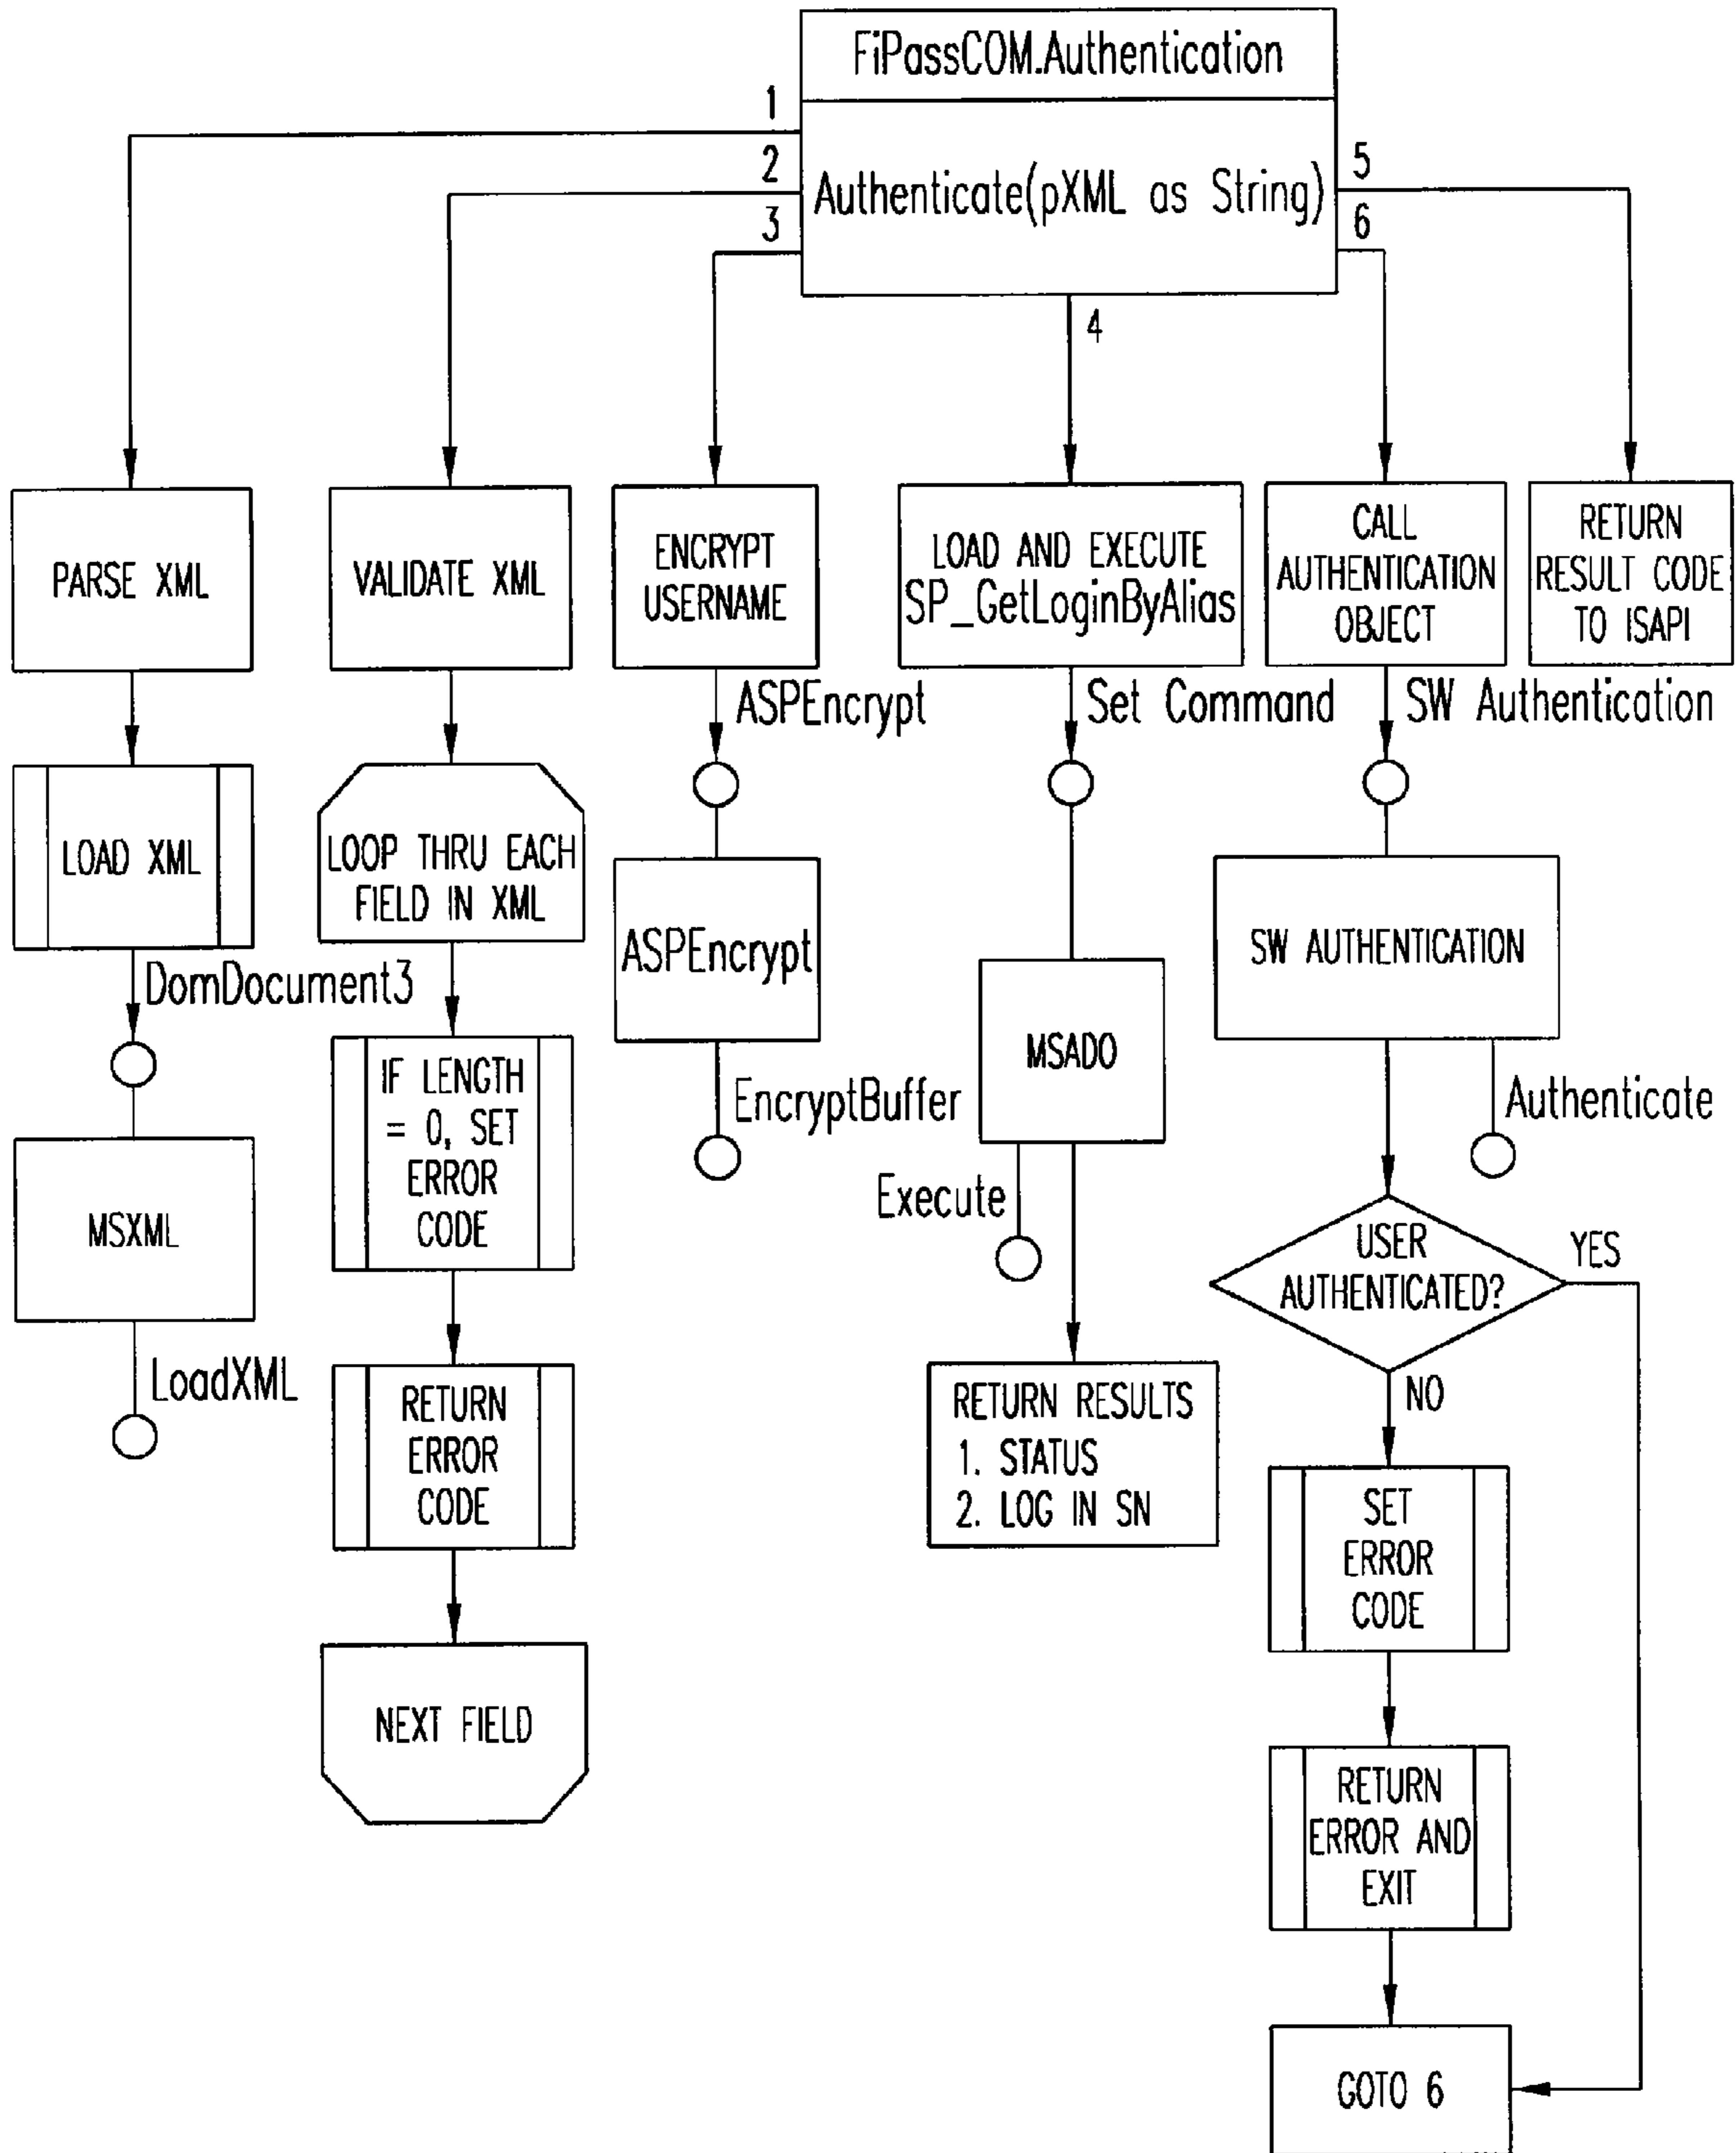 FiPassCOM.Authentication
1
2
3
Authenticate(pXML as String)
5
6
4
PARSE XML
VALIDATE XML
ENCRYPT
USERNAME
LOAD AND EXECUTE
SP_GetLoginByAlias
CALL
AUTHENTICATION
OBJECT
RETURN
RESULT CODE
TO ISAPI
ASPEncrypt
Set Command
SW Authentication
LOAD XML
LOOP THRU EACH
FIELD IN XML
ASPEncrypt
SW AUTHENTICATION
DomDocument3
MSXML
LoadXML
IF LENGTH
= 0, SET
ERROR
CODE
EncryptBuffer
MSADO
Execute
Authenticate
USER
AUTHENTICATED?
YES
NO
RETURN
ERROR
CODE
RETURN RESULTS
1. STATUS
2. LOG IN SN
SET
ERROR
CODE
NEXT FIELD
RETURN
ERROR AND
EXIT
GOTO 6